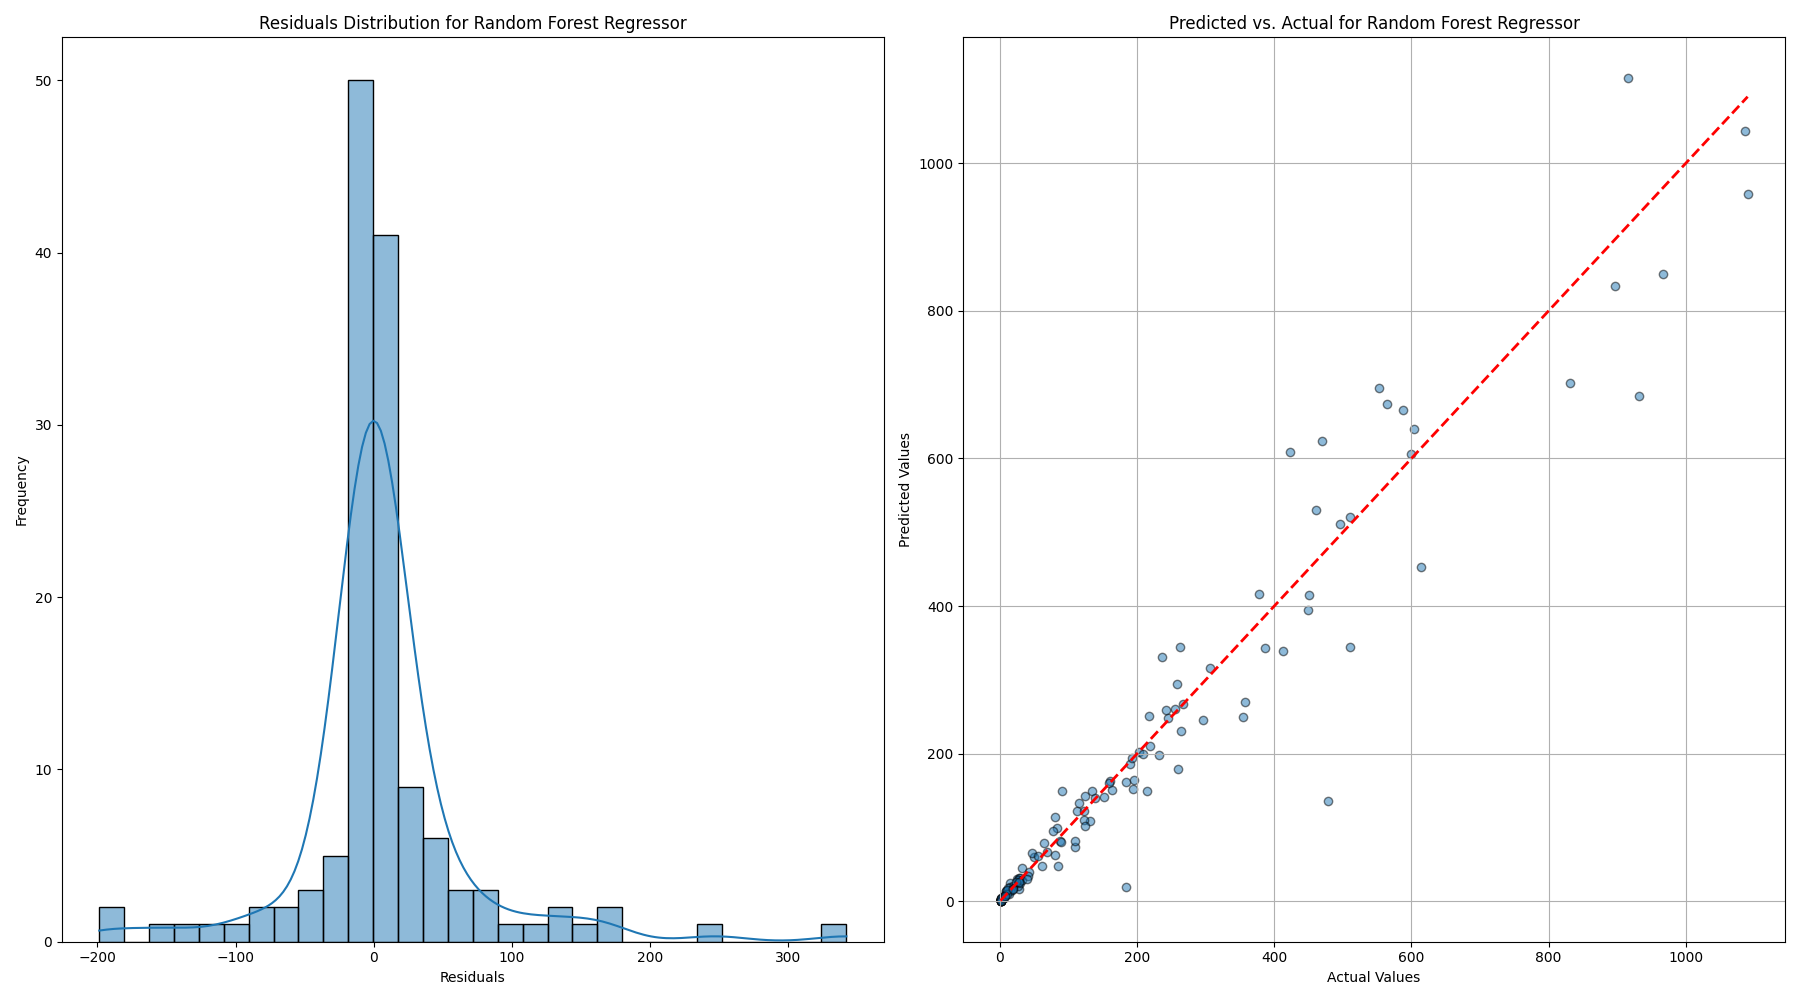 Residuals Distribution for Random Forest Regressor
50
40
30
20
10
0
Frequency
−200 −100 0 100 200 300
Residuals
Predicted vs. Actual for Random Forest Regressor
1000
800
600
400
200
0
Predicted Values
0 200 400 600 800 1000
Actual Values